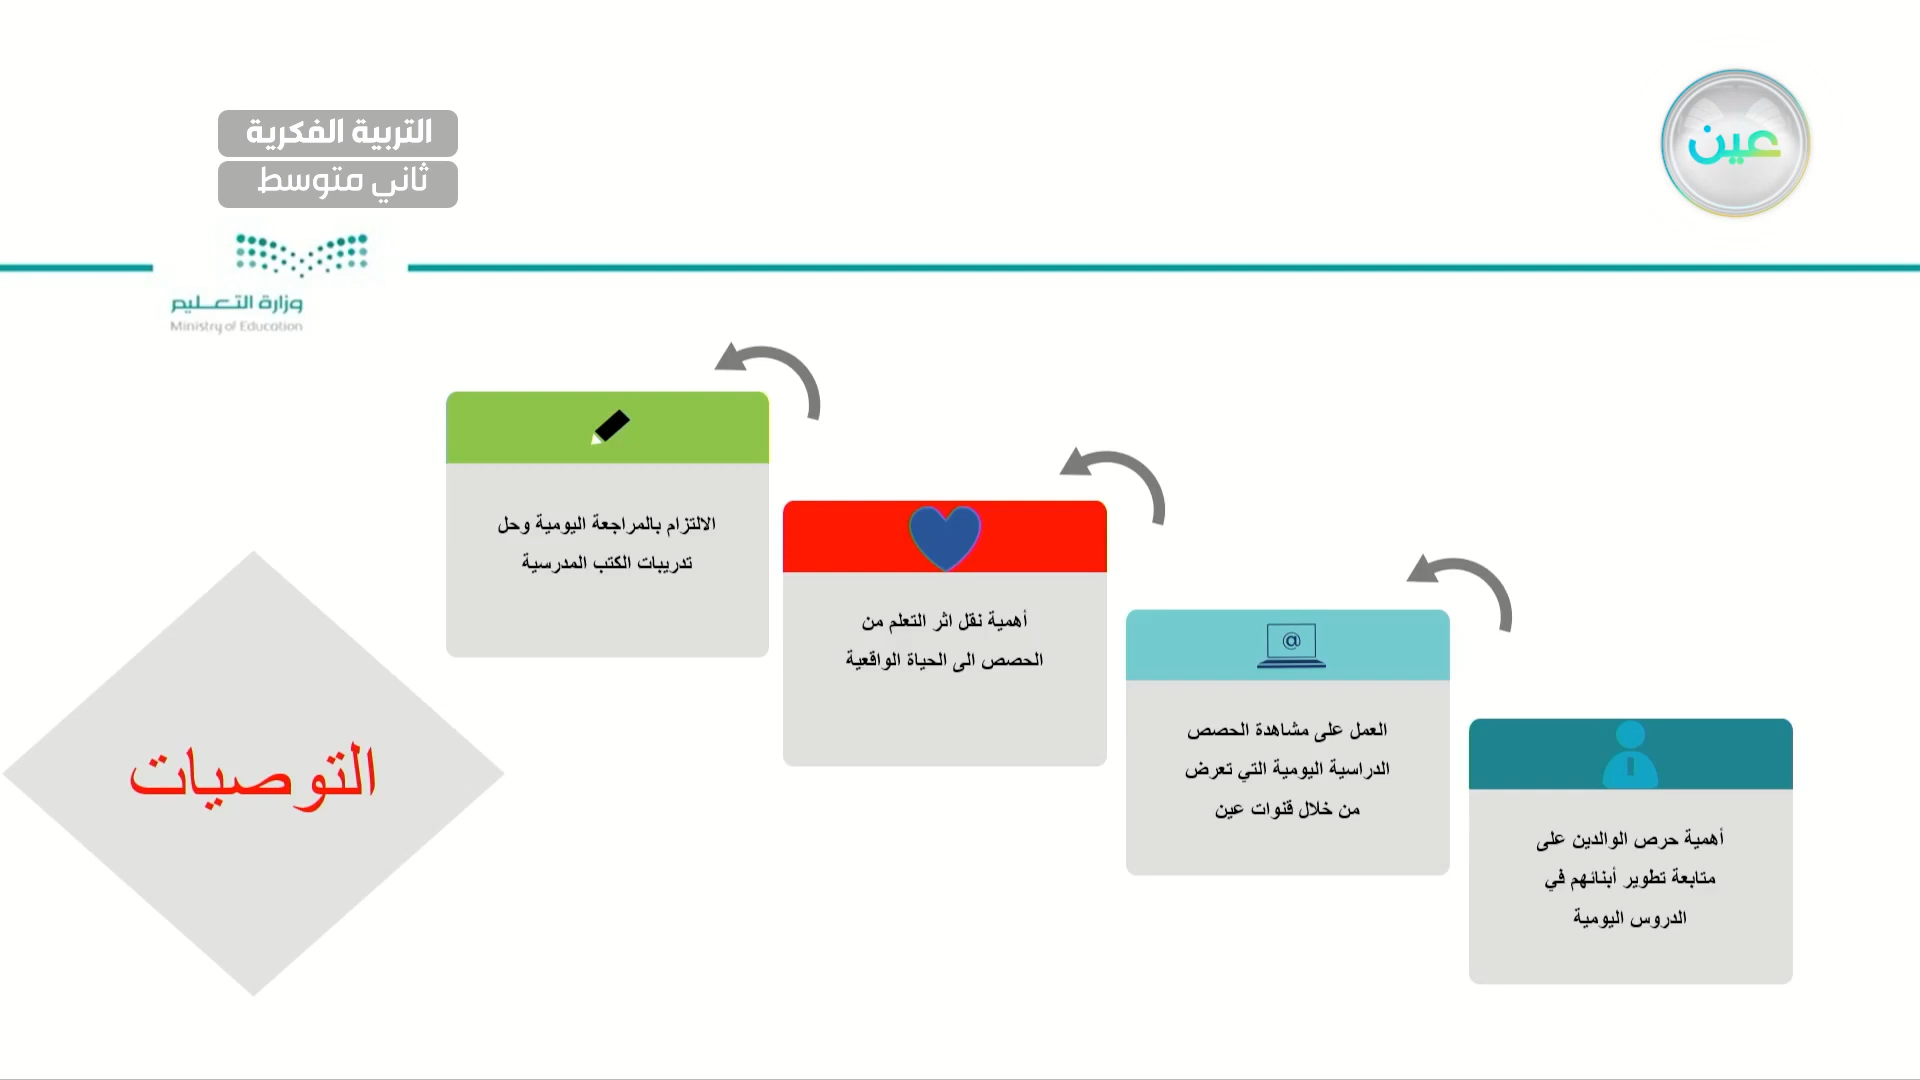 عين
التربية الفكرية
ثاني متوسط
وزارة التعليم
Ministry of Education
أهمية حرص الوالدين على
متابعة تطوير أبنائهم في
الدروس اليومية
@
العمل على مشاهدة الحصص
الدراسية اليومية التي تعرض
من خلال قنوات عين
أهمية نقل اثر التعلم من
الحصص الى الحياة الواقعية
الالتزام بالمراجعة اليومية وحل
تدريبات الكتب المدرسية
التوصيات